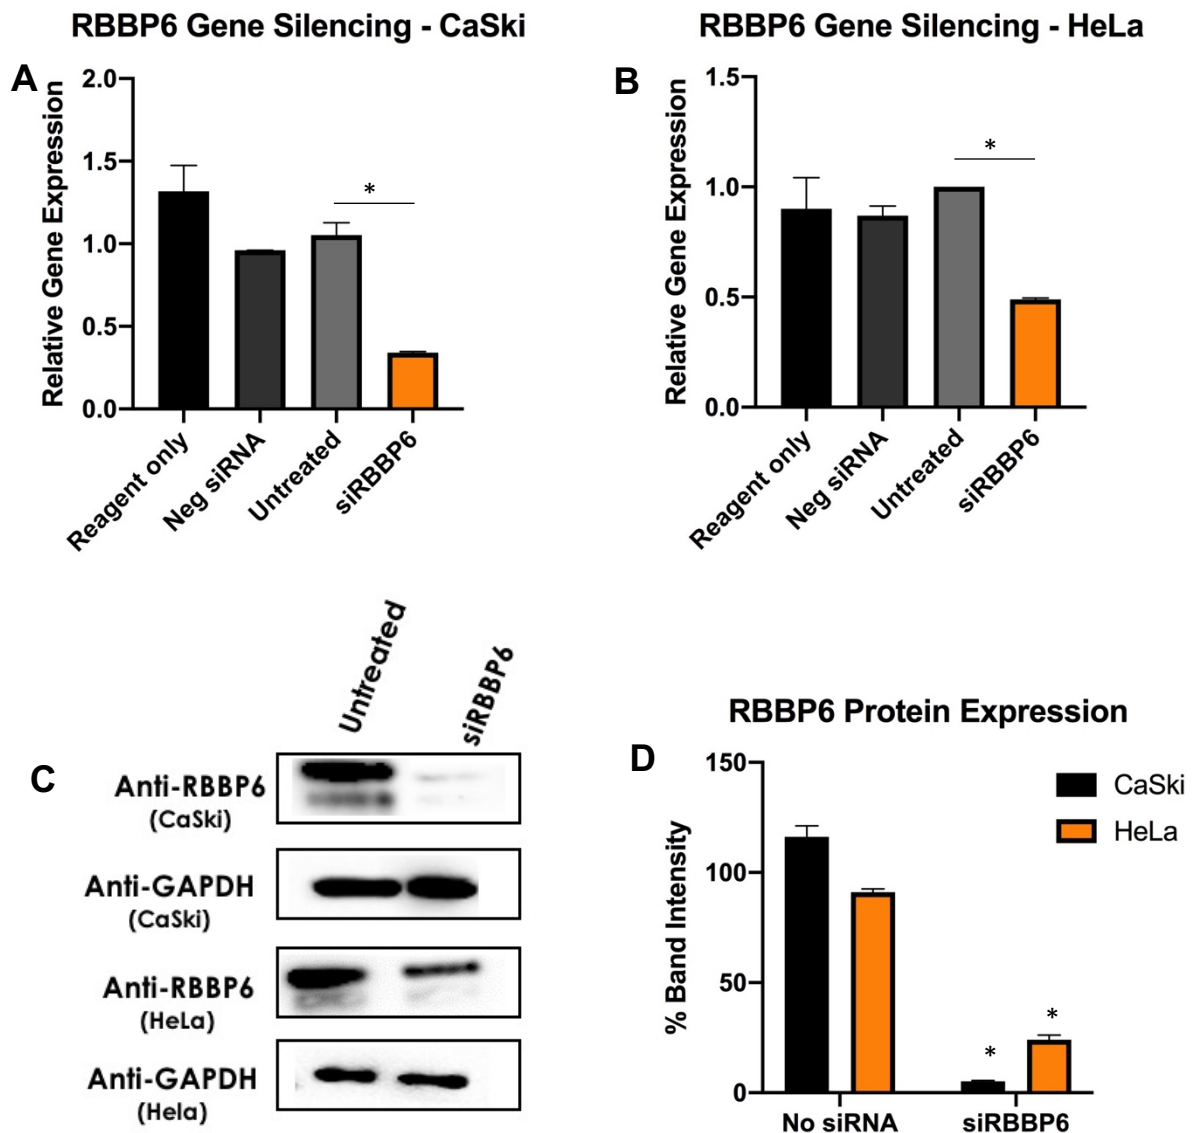 RBBP6 Gene Silencing - CaSki
A
Relative Gene Expression
2.0
1.5
1.0
0.5
0.0
*
Reagent only
Neg siRNA
Untreated
siRBBP6
RBBP6 Gene Silencing - HeLa
B
Relative Gene Expression
1.5
1.0
0.5
0.0
*
Reagent only
Neg siRNA
Untreated
siRBBP6
C
Untreated
siRBBP6
Anti-RBBP6
(CaSki)
Anti-GAPDH
(CaSki)
Anti-RBBP6
(HeLa)
Anti-GAPDH
(Hela)
RBBP6 Protein Expression
D
% Band Intensity
150
100
50
0
CaSki
HeLa
*
*
No siRNA
siRBBP6